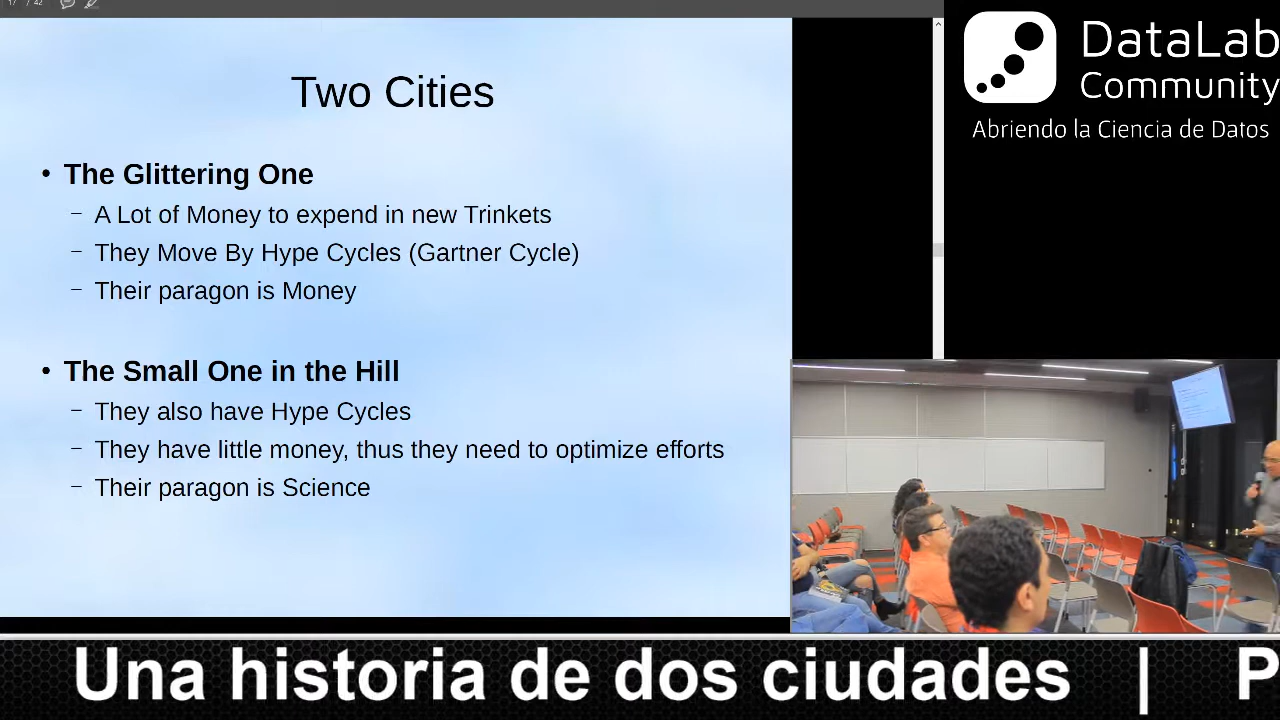 17 / 42
Two Cities
• The Glittering One
– A Lot of Money to expend in new Trinkets
– They Move By Hype Cycles (Gartner Cycle)
– Their paragon is Money
• The Small One in the Hill
– They also have Hype Cycles
– They have little money, thus they need to optimize efforts
– Their paragon is Science
DataLab
Community
Abriendo la Ciencia de Datos
Una historia de dos ciudades | P